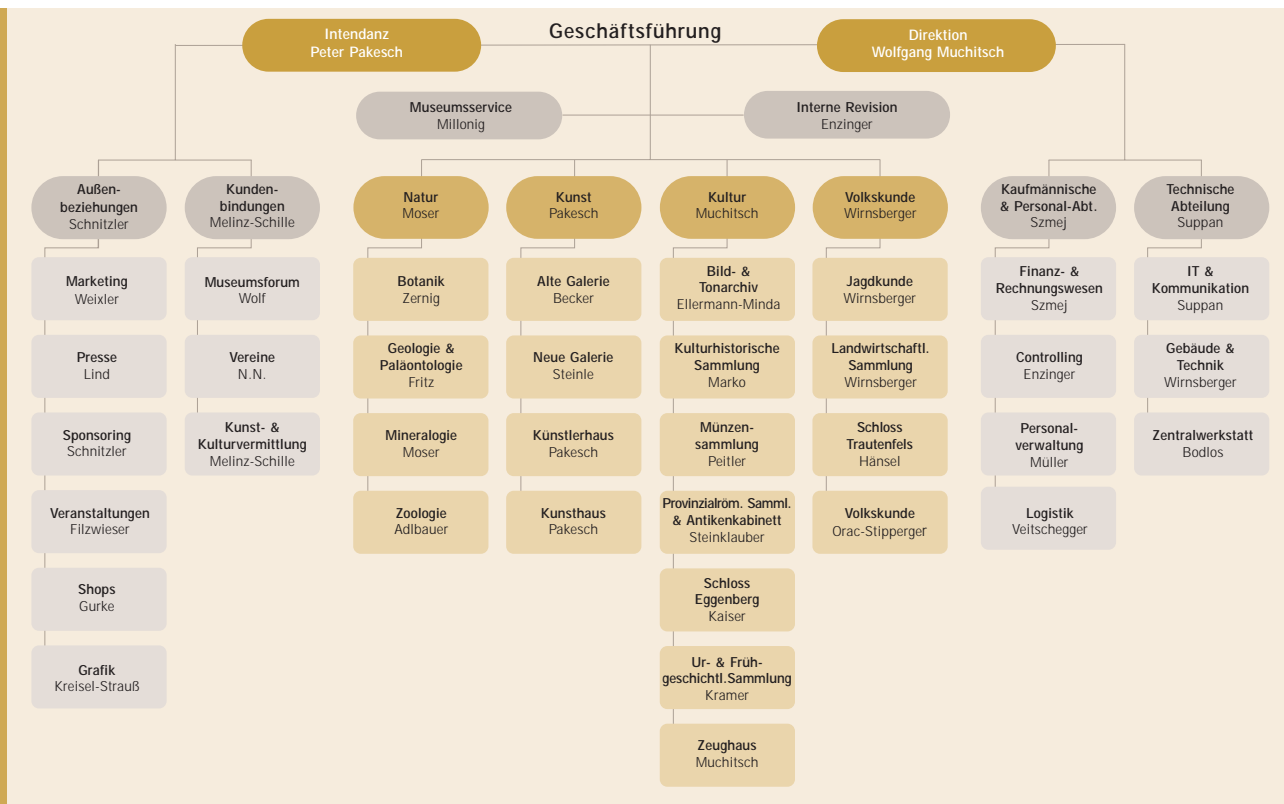 Geschäftsführung
Intendanz
Peter Pakesch
Direktion
Wolfgang Muchitsch
Museumsservice
Millonig
Interne Revision
Enzinger
Außen-
beziehungen
Schnitzler
Marketing
Weixler
Presse
Lind
Sponsoring
Schnitzler
Veranstaltungen
Filzwieser
Shops
Gurke
Grafik
Kreisel-Strauß
Kunden-
bindungen
Melinz-Schille
Museumsforum
Wolf
Vereine
N.N.
Kunst- &
Kulturvermittlung
Melinz-Schille
Natur
Moser
Botanik
Zernig
Geologie &
Paläontologie
Fritz
Mineralogie
Moser
Zoologie
Adlbauer
Kunst
Pakesch
Alte Galerie
Becker
Neue Galerie
Steinle
Künstlerhaus
Pakesch
Kunsthaus
Pakesch
Kultur
Muchitsch
Bild- &
Tonarchiv
Ellermann-Minda
Kulturhistorische
Sammlung
Marko
Münzen-
sammlung
Peitler
Provinzialröm. Samml.
& Antikenkabinett
Steinklauber
Schloss
Eggenberg
Kaiser
Ur- & Früh-
geschichtl.Sammlung
Kramer
Zeughaus
Muchitsch
Volkskunde
Wirnsberger
Jagdkunde
Wirnsberger
Landwirtschaftl.
Sammlung
Wirnsberger
Schloss
Trautenfels
Hänsel
Volkskunde
Orac-Stipperger
Kaufmännische
& Personal-Abt.
Szmej
Finanz- &
Rechnungswesen
Szmej
Controlling
Enzinger
Personal-
verwaltung
Müller
Logistik
Veitschegger
Technische
Abteilung
Suppan
IT &
Kommunikation
Suppan
Gebäude &
Technik
Wirnsberger
Zentralwerkstatt
Bodlos